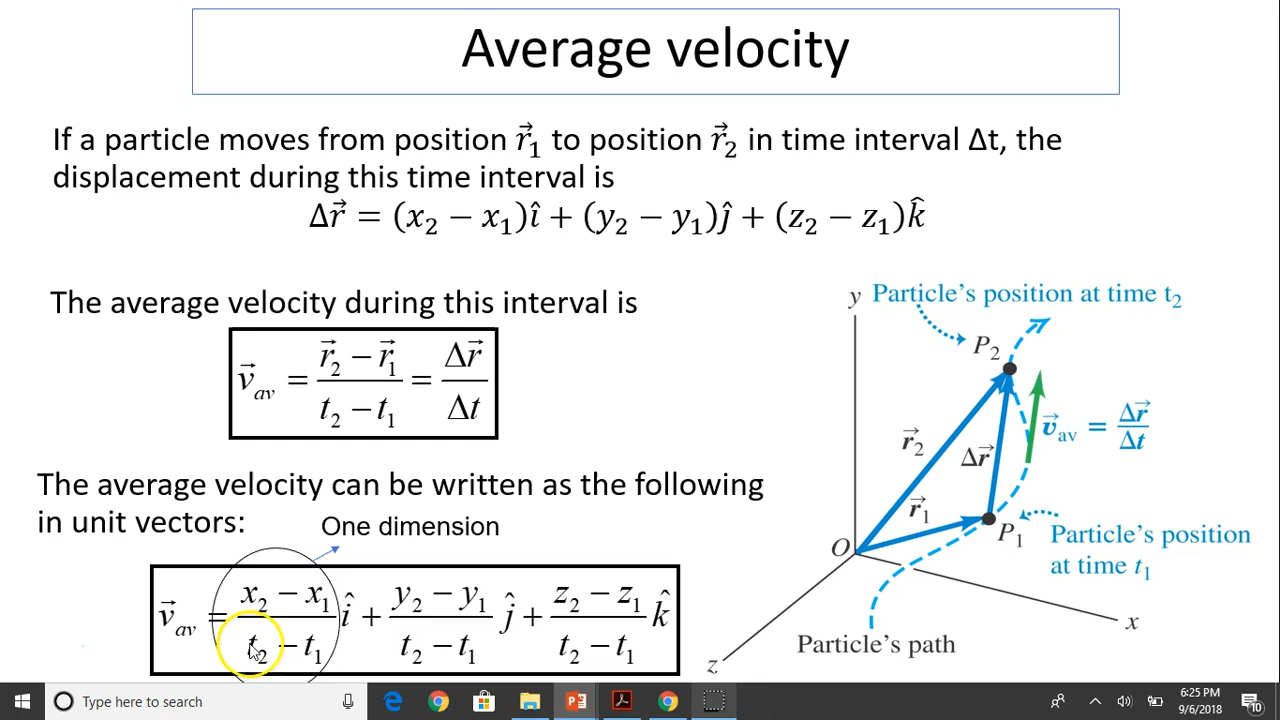 Average velocity
If a particle moves from position r⃗₁ to position r⃗₂ in time interval Δt, the
displacement during this time interval is
Δr⃗ = (x₂ − x₁)î + (y₂ − y₁)ĵ + (z₂ − z₁)k̂
The average velocity during this interval is
v⃗_av = (r⃗₂ − r⃗₁)/(t₂ − t₁) = Δr⃗/Δt
The average velocity can be written as the following
in unit vectors:
One dimension
v⃗_av = (x₂ − x₁)/(t₂ − t₁) î + (y₂ − y₁)/(t₂ − t₁) ĵ + (z₂ − z₁)/(t₂ − t₁) k̂
y
Particle's position at time t₂
P₂
r⃗₂
Δr⃗
v⃗_av = Δr⃗/Δt
r⃗₁
O
P₁
Particle's position
at time t₁
x
Particle's path
z
Type here to search
6:25 PM
9/6/2018
10